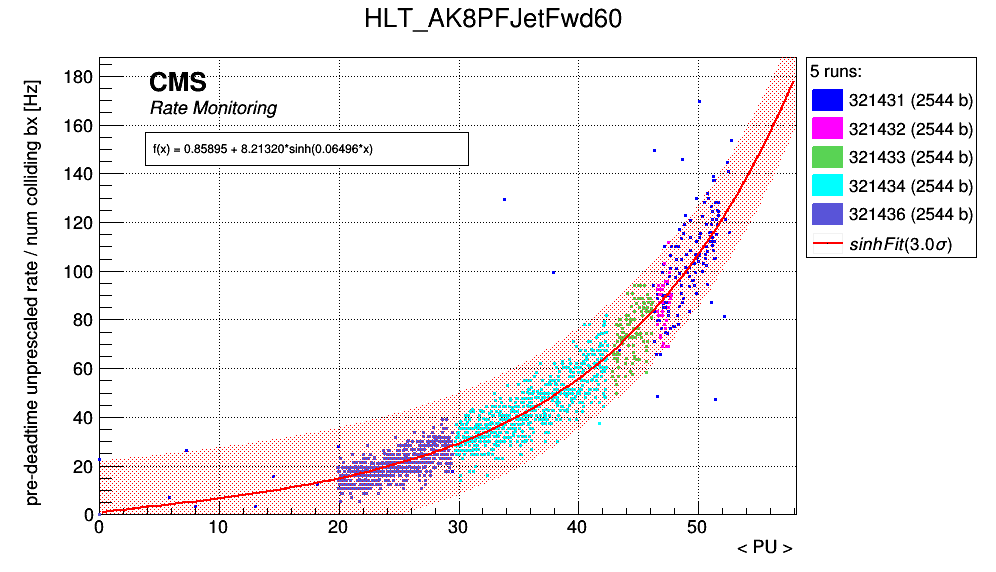 HLT_AK8PFJetFwd60
pre-deadtime unprescaled rate / num colliding bx [Hz]
180
160
140
120
100
80
60
40
20
0
CMS
Rate Monitoring
f(x) = 0.85895 + 8.21320*sinh(0.06496*x)
0 10 20 30 40 50
< PU >
5 runs:
321431 (2544 b)
321432 (2544 b)
321433 (2544 b)
321434 (2544 b)
321436 (2544 b)
sinhFit(3.0σ)